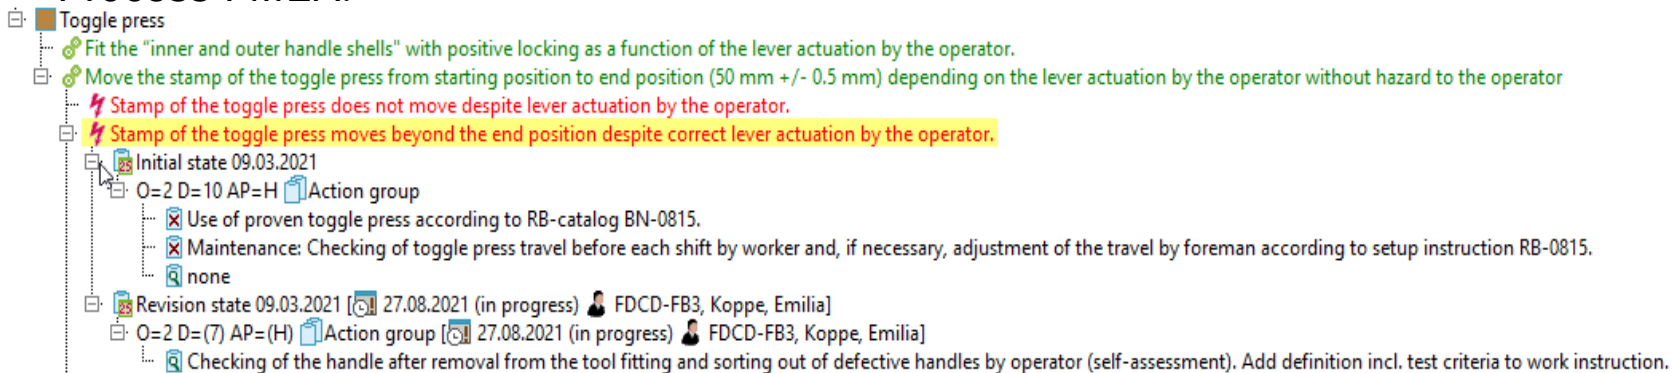 Process FMEA:
Toggle press
Fit the "inner and outer handle shells" with positive locking as a function of the lever actuation by the operator.
Move the stamp of the toggle press from starting position to end position (50 mm +/- 0.5 mm) depending on the lever actuation by the operator without hazard to the operator
Stamp of the toggle press does not move despite lever actuation by the operator.
Stamp of the toggle press moves beyond the end position despite correct lever actuation by the operator.
25 Initial state 09.03.2021
O=2 D=10 AP=H Action group
Use of proven toggle press according to RB-catalog BN-0815.
Maintenance: Checking of toggle press travel before each shift by worker and, if necessary, adjustment of the travel by foreman according to setup instruction RB-0815.
none
25 Revision state 09.03.2021 [ 27.08.2021 (in progress) FDCD-FB3, Koppe, Emilia]
O=2 D=(7) AP=(H) Action group [ 27.08.2021 (in progress) FDCD-FB3, Koppe, Emilia]
Checking of the handle after removal from the tool fitting and sorting out of defective handles by operator (self-assessment). Add definition incl. test criteria to work instruction.